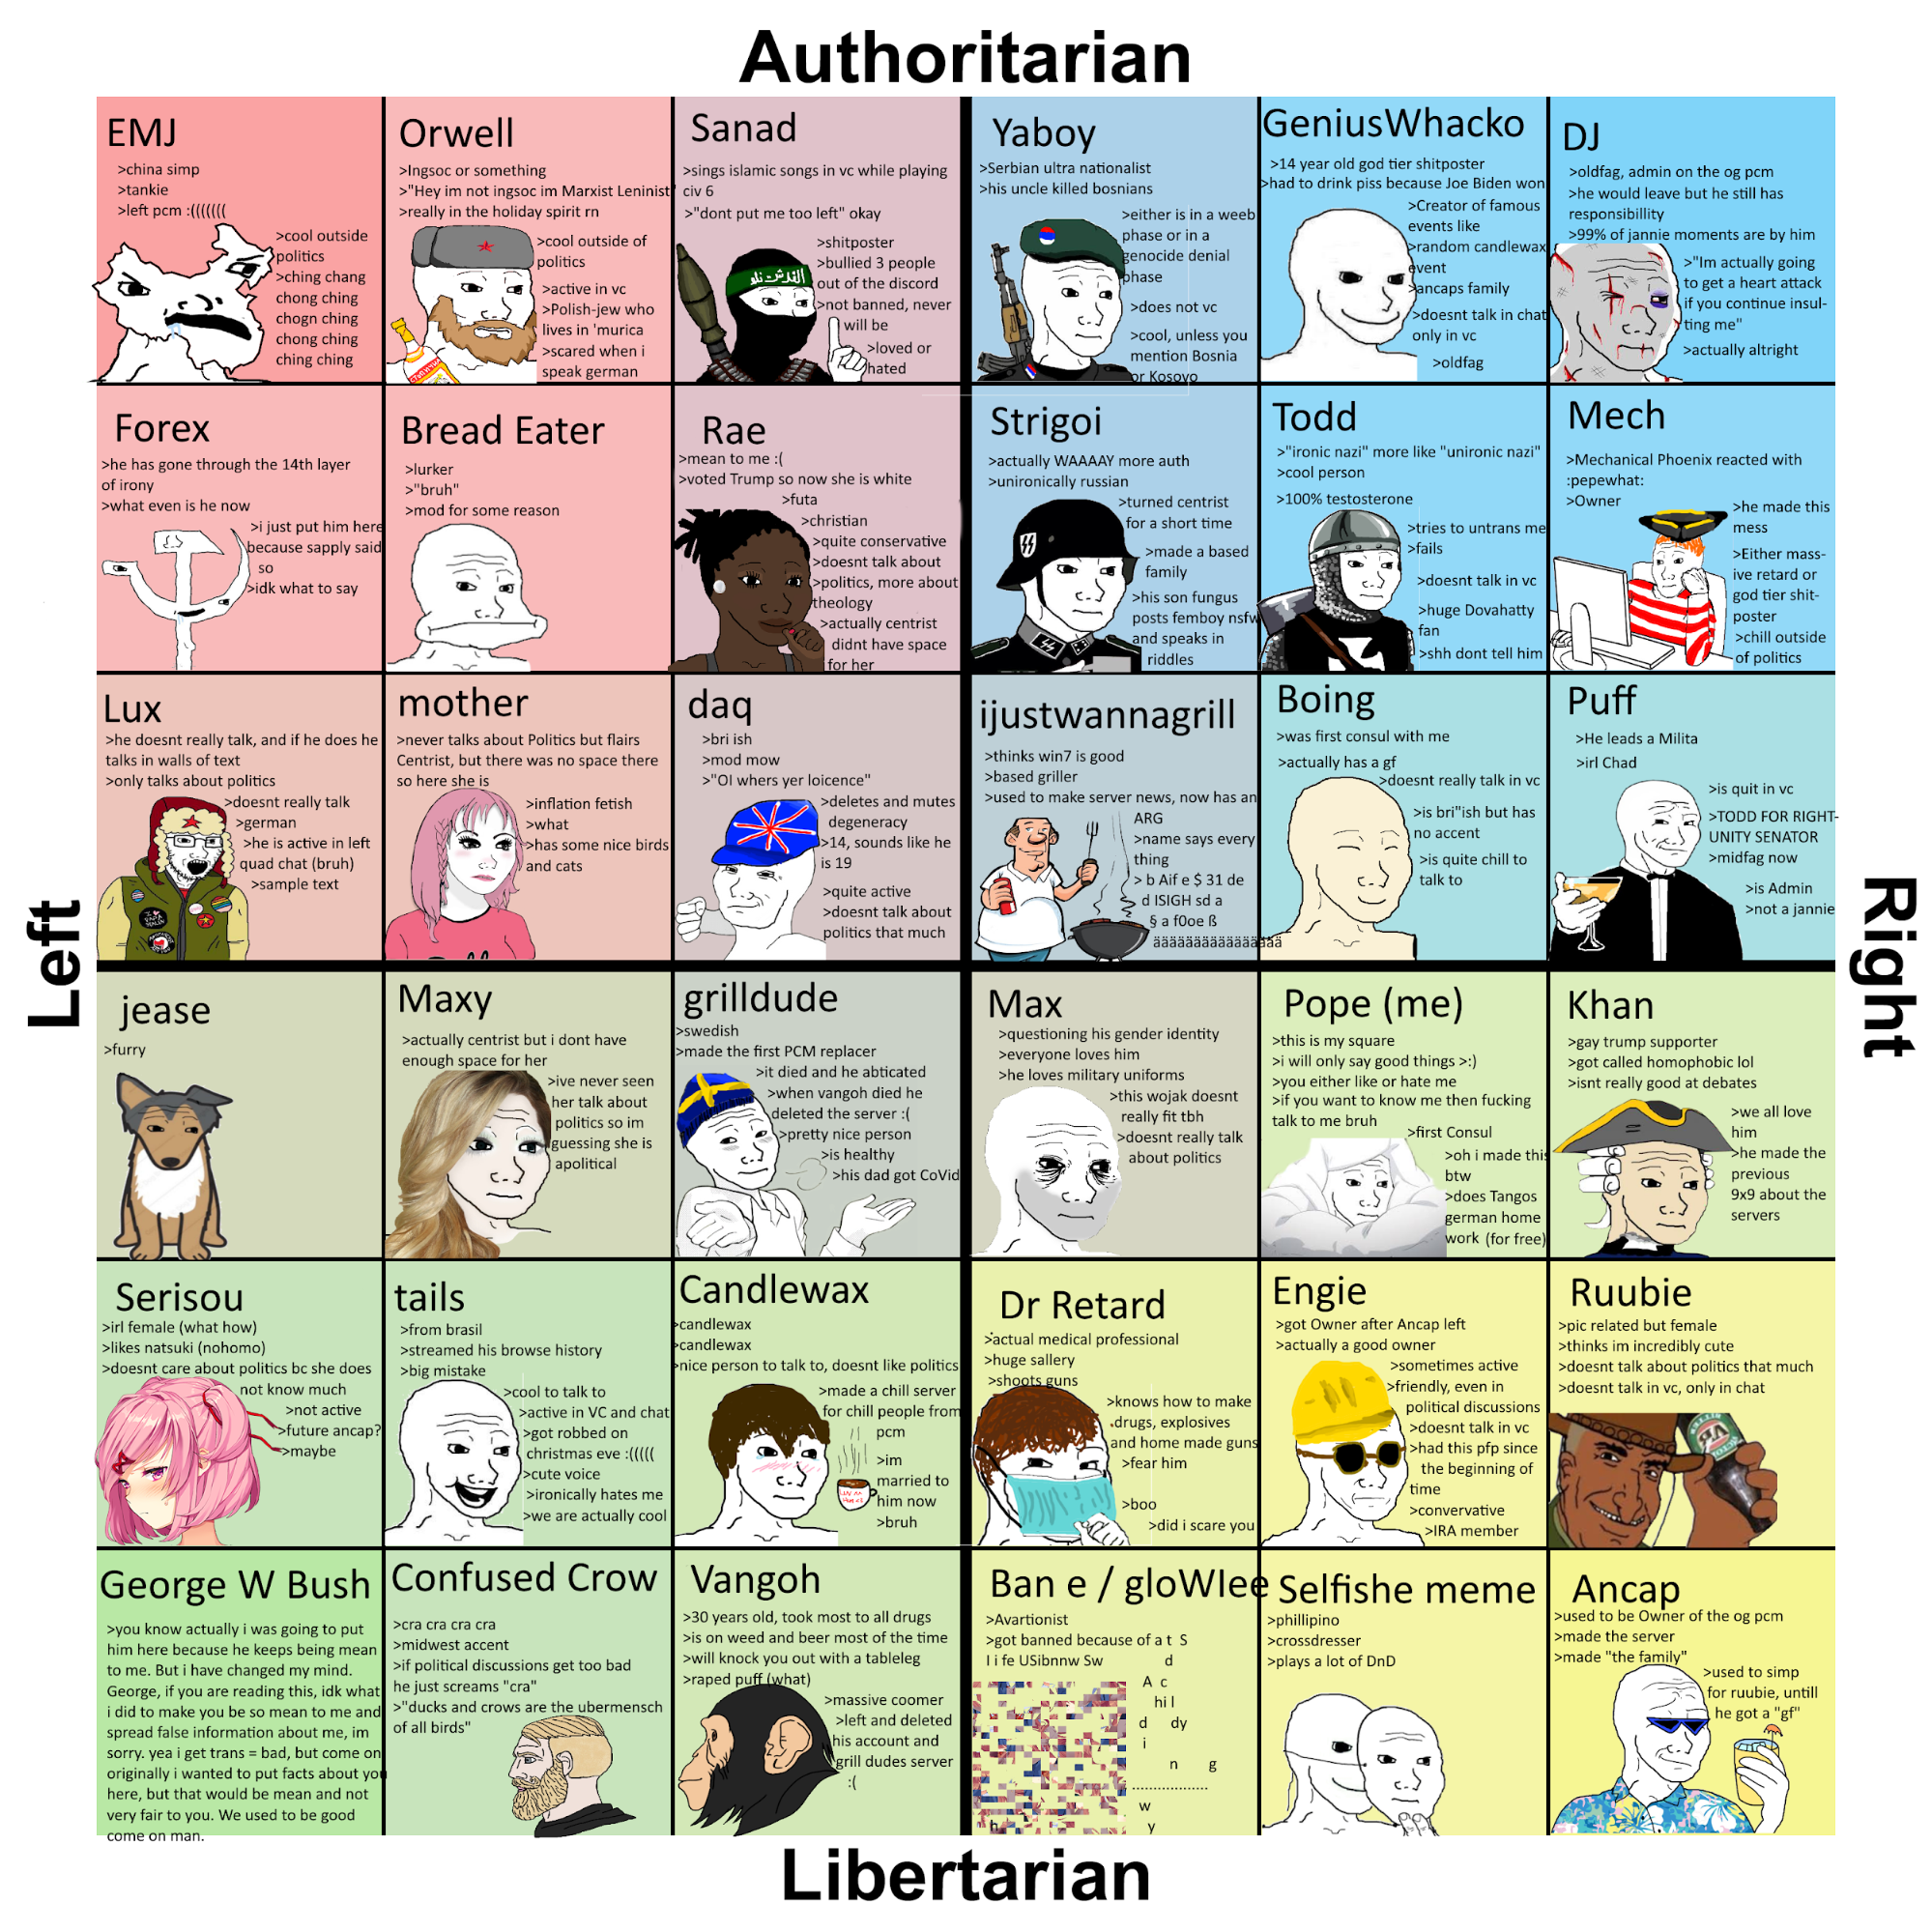 Authoritarian
Left
Right
EMJ
>china simp
>tankie
>left pcm :(((((((
>cool outside
politics
>ching chang
chong ching
chogn ching
chong ching
ching ching
Orwell
>Ingsoc or something
>"Hey im not ingsoc im Marxist Leninist"
>really in the holiday spirit rn
>cool outside of
politics
>active in vc
>Polish-jew who
lives in 'murica
>scared when i
speak german
Sanad
>sings islamic songs in vc while playing
civ 6
>"dont put me too left" okay
>shitposter
>bullied 3 people
out of the discord
>not banned, never
will be
>loved or
hated
Yaboy
>Serbian ultra nationalist
>his uncle killed bosnians
>either is in a weeb
phase or in a
genocide denial
phase
>does not vc
>cool, unless you
mention Bosnia
or Kosovo
GeniusWhacko
>14 year old god tier shitposter
>had to drink piss because Joe Biden won
>Creator of famous
events like
>random candlewax
event
>ancaps family
>doesnt talk in chat
only in vc
>oldfag
DJ
>oldfag, admin on the og pcm
>he would leave but he still has
responsibillity
>99% of jannie moments are by him
>"Im actually going
to get a heart attack
if you continue insul-
ting me"
>actually altright
Forex
>he has gone through the 14th layer
of irony
>what even is he now
>i just put him here
because sapply said
so
>idk what to say
Bread Eater
>lurker
>"bruh"
>mod for some reason
Rae
>mean to me :(
>voted Trump so now she is white
>futa
>christian
>quite conservative
>doesnt talk about
>politics, more about
theology
>actually centrist
didnt have space
for her
Strigoi
>actually WAAAAY more auth
>unironically russian
>turned centrist
for a short time
>made a based
family
>his son fungus
posts femboy nsfw
and speaks in
riddles
Todd
>"ironic nazi" more like "unironic nazi"
>cool person
>100% testosterone
>tries to untrans me
>fails
>doesnt talk in vc
>huge Dovahatty
fan
>shh dont tell him
Mech
>Mechanical Phoenix reacted with
:pepewhat:
>Owner
>he made this
mess
>Either mass-
ive retard or
god tier shit-
poster
>chill outside
of politics
Lux
>he doesnt really talk, and if he does he
talks in walls of text
>only talks about politics
>doesnt really talk
>german
>he is active in left
quad chat (bruh)
>sample text
mother
>never talks about Politics but flairs
Centrist, but there was no space there
so here she is
>inflation fetish
>what
>has some nice birds
and cats
daq
>bri ish
>mod mow
>"OI whers yer loicence"
>deletes and mutes
degeneracy
>14, sounds like he
is 19
>quite active
>doesnt talk about
politics that much
ijustwannagrill
>thinks win7 is good
>based griller
>used to make server news, now has an
ARG
>name says every
thing
> b Aif e $ 31 de
d ISIGH sd a
§ a f0oe ß
ääääääääääääääää
Boing
>was first consul with me
>actually has a gf
>doesnt really talk in vc
>is bri"ish but has
no accent
>is quite chill to
talk to
Puff
>He leads a Milita
>irl Chad
>is quit in vc
>TODD FOR RIGHT-
UNITY SENATOR
>midfag now
>is Admin
>not a jannie
jease
>furry
Maxy
>actually centrist but i dont have
enough space for her
>ive never seen
her talk about
politics so im
guessing she is
apolitical
grilldude
>swedish
>made the first PCM replacer
>it died and he abticated
>when vangoh died he
deleted the server :(
>pretty nice person
>is healthy
>his dad got CoVid
Max
>questioning his gender identity
>everyone loves him
>he loves military uniforms
>this wojak doesnt
really fit tbh
>doesnt really talk
about politics
Pope (me)
>this is my square
>i will only say good things >:)
>you either like or hate me
>if you want to know me then fucking
talk to me bruh
>first Consul
>oh i made this
btw
>does Tangos
german home
work (for free)
Khan
>gay trump supporter
>got called homophobic lol
>isnt really good at debates
>we all love
him
>he made the
previous
9x9 about the
servers
Serisou
>irl female (what how)
>likes natsuki (nohomo)
>doesnt care about politics bc she does
not know much
>not active
>future ancap?
>maybe
tails
>from brasil
>streamed his browse history
>big mistake
>cool to talk to
>active in VC and chat
>got robbed on
christmas eve :(((((
>cute voice
>ironically hates me
>we are actually cool
Candlewax
>candlewax
>candlewax
>nice person to talk to, doesnt like politics
>made a chill server
for chill people from
pcm
>im
married to
him now
>bruh
Dr Retard
>actual medical professional
>huge sallery
>shoots guns
>knows how to make
drugs, explosives
and home made guns
>fear him
>boo
>did i scare you
Engie
>got Owner after Ancap left
>actually a good owner
>sometimes active
>friendly, even in
political discussions
>doesnt talk in vc
>had this pfp since
the beginning of
time
>convervative
>IRA member
Ruubie
>pic related but female
>thinks im incredibly cute
>doesnt talk about politics that much
>doesnt talk in vc, only in chat
George W Bush
>you know actually i was going to put
him here because he keeps being mean
to me. But i have changed my mind.
George, if you are reading this, idk what
i did to make you be so mean to me and
spread false information about me, im
sorry. yea i get trans = bad, but come on
originally i wanted to put facts about you
here, but that would be mean and not
very fair to you. We used to be good
come on man.
Confused Crow
>cra cra cra cra
>midwest accent
>if political discussions get too bad
he just screams "cra"
>"ducks and crows are the ubermensch
of all birds"
Vangoh
>30 years old, took most to all drugs
>is on weed and beer most of the time
>will knock you out with a tableleg
>raped puff (what)
>massive coomer
>left and deleted
his account and
grill dudes server
:(
Ban e / gloWIee
>Avartionist
>got banned because of a t S
I i fe USibnnw Sw d
A c
hi l
d dy
i
n g
..................
w
h y
Selfishe meme
>phillipino
>crossdresser
>plays a lot of DnD
Ancap
>used to be Owner of the og pcm
>made the server
>made "the family"
>used to simp
for ruubie, untill
he got a "gf"
Libertarian